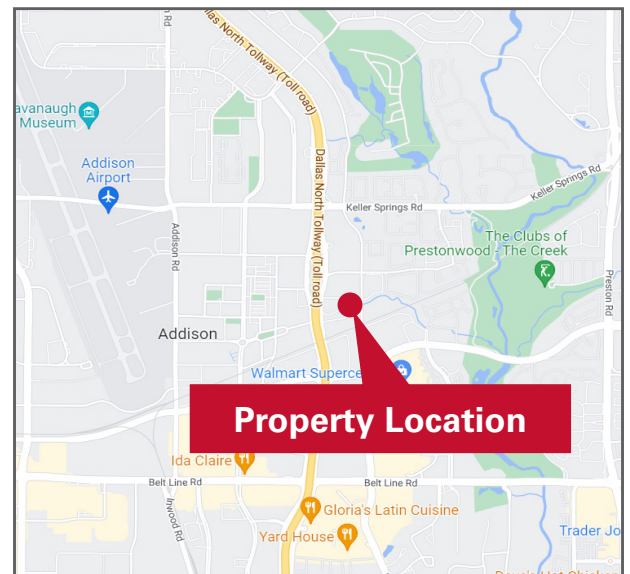 Rd
Dallas North Tollway (Toll road)
avanaugh
Museum
Addison
Airport
Dallas North Tollway (Toll road)
Keller Springs Rd
Keller Springs Rd
Addison Rd
The Clubs of
Prestonwood - The Creek
Preston Rd
Addison
Walmart Superce
Property Location
Ida Claire
Belt Line Rd
Belt Line Rd
Inwood Rd
Gloria's Latin Cuisine
Yard House
Trader Jo